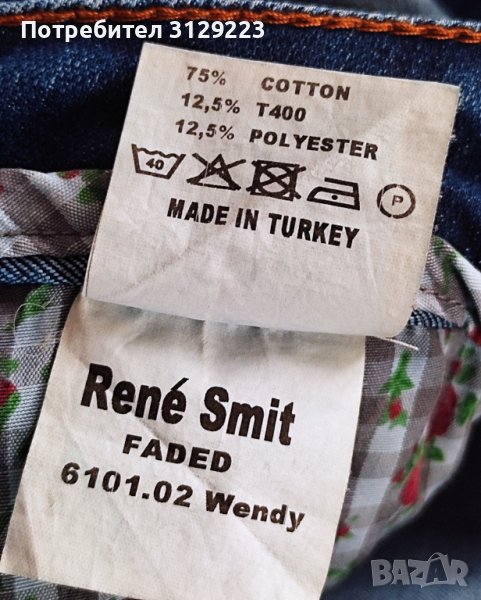 Потребител 3129223
75% COTTON
12,5% T400
12,5% POLYESTER
40 P
MADE IN TURKEY
René Smit
FADED
6101.02 Wendy
BAZAR